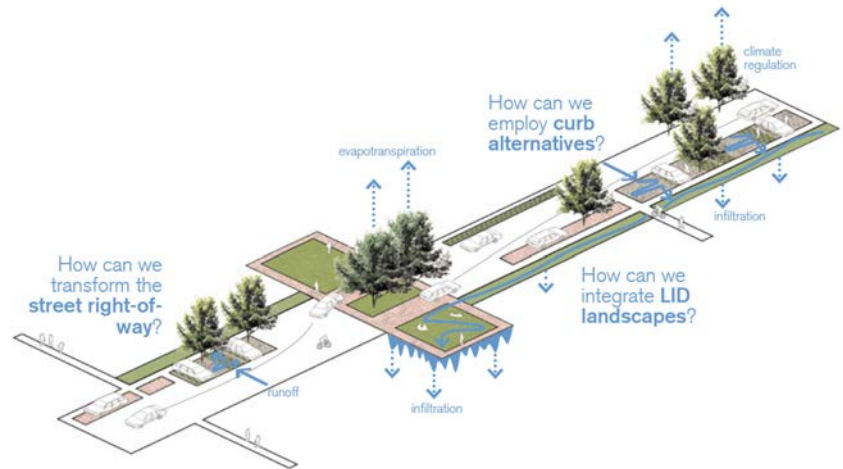 climate
regulation
How can we
employ curb
alternatives?
evapotranspiration
infiltration
How can we
transform the
street right-of-
way?
How can we
integrate LID
landscapes?
runoff
infiltration